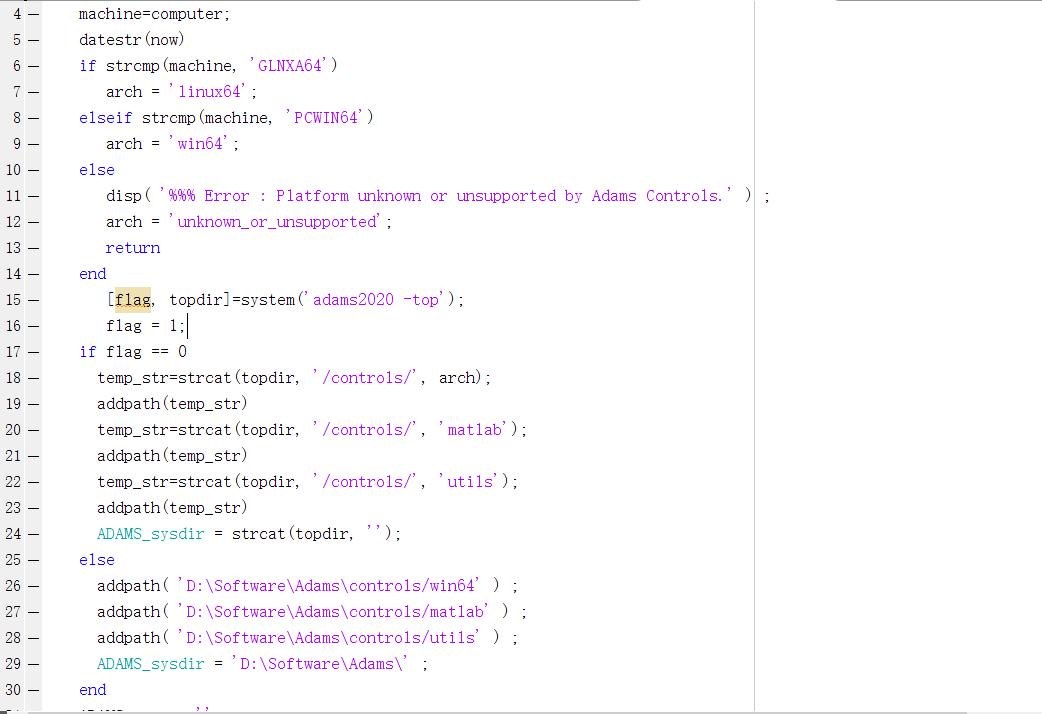 4 — machine=computer;
5 — datestr(now)
6 — if strcmp(machine, 'GLNXA64')
7 — arch = 'linux64';
8 — elseif strcmp(machine, 'PCWIN64')
9 — arch = 'win64';
10 — else
11 — disp( '%%% Error : Platform unknown or unsupported by Adams Controls.' ) ;
12 — arch = 'unknown_or_unsupported';
13 — return
14 — end
15 — [flag, topdir]=system('adams2020 -top');
16 — flag = 1;
17 — if flag == 0
18 — temp_str=strcat(topdir, '/controls/', arch);
19 — addpath(temp_str)
20 — temp_str=strcat(topdir, '/controls/', 'matlab');
21 — addpath(temp_str)
22 — temp_str=strcat(topdir, '/controls/', 'utils');
23 — addpath(temp_str)
24 — ADAMS_sysdir = strcat(topdir, '');
25 — else
26 — addpath( 'D:\Software\Adams\controls/win64' ) ;
27 — addpath( 'D:\Software\Adams\controls/matlab' ) ;
28 — addpath( 'D:\Software\Adams\controls/utils' ) ;
29 — ADAMS_sysdir = 'D:\Software\Adams\' ;
30 — end